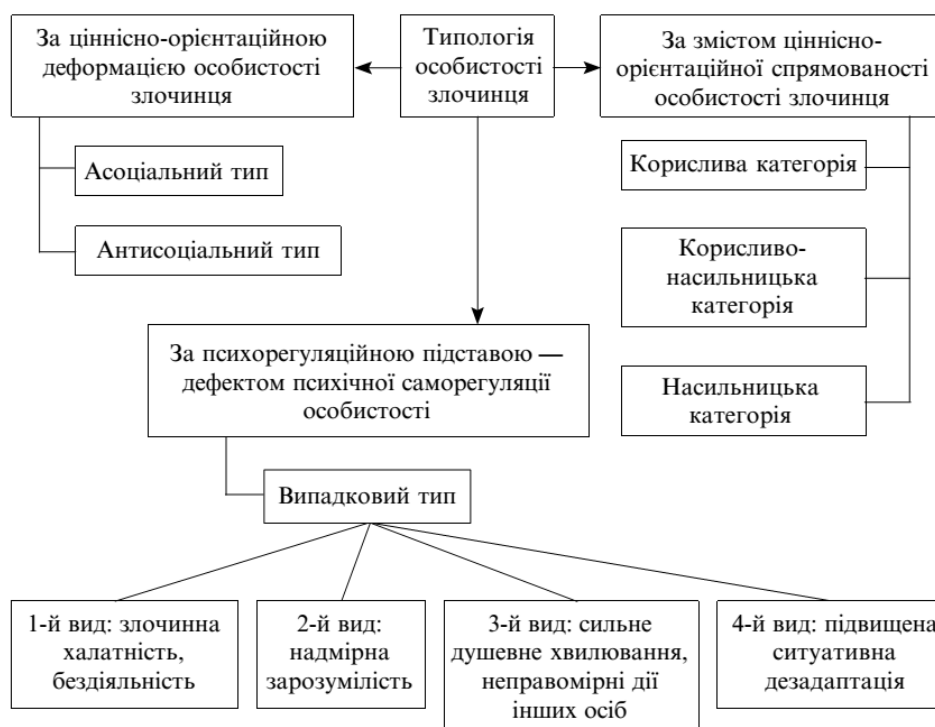 За ціннісно-орієнтаційною
деформацією особистості
злочинця
Типологія
особистості
злочинця
За змістом ціннісно-
орієнтаційної спрямованості
особистості злочинця
Асоціальний тип
Антисоціальний тип
Корислива категорія
Корисливо-
насильницька
категорія
Насильницька
категорія
За психорегуляційною підставою —
дефектом психічної саморегуляції
особистості
Випадковий тип
1-й вид: злочинна
халатність,
бездіяльність
2-й вид:
надмірна
зарозумілість
3-й вид: сильне
душевне хвилювання,
неправомірні дії
інших осіб
4-й вид: підвищена
ситуативна
дезадаптація